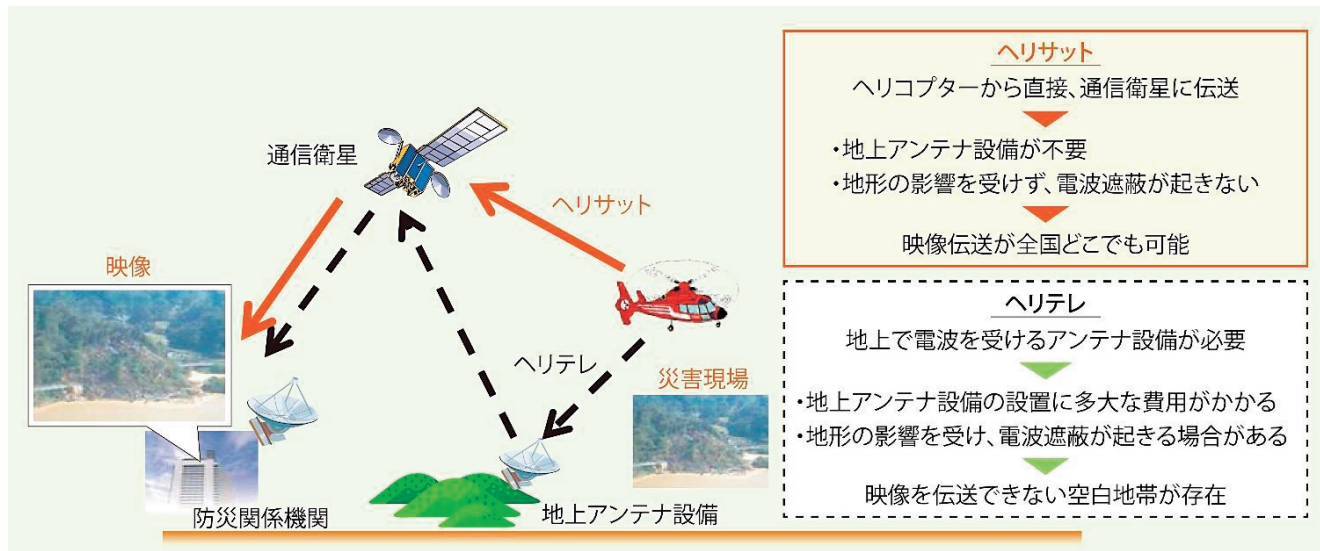 通信衛星
ヘリサット
映像
ヘリテレ
災害現場
防災関係機関
地上アンテナ設備
ヘリサット
ヘリコプターから直接、通信衛星に伝送
・地上アンテナ設備が不要
・地形の影響を受けず、電波遮蔽が起きない
映像伝送が全国どこでも可能
ヘリテレ
地上で電波を受けるアンテナ設備が必要
・地上アンテナ設備の設置に多大な費用がかかる
・地形の影響を受け、電波遮蔽が起きる場合がある
映像を伝送できない空白地帯が存在